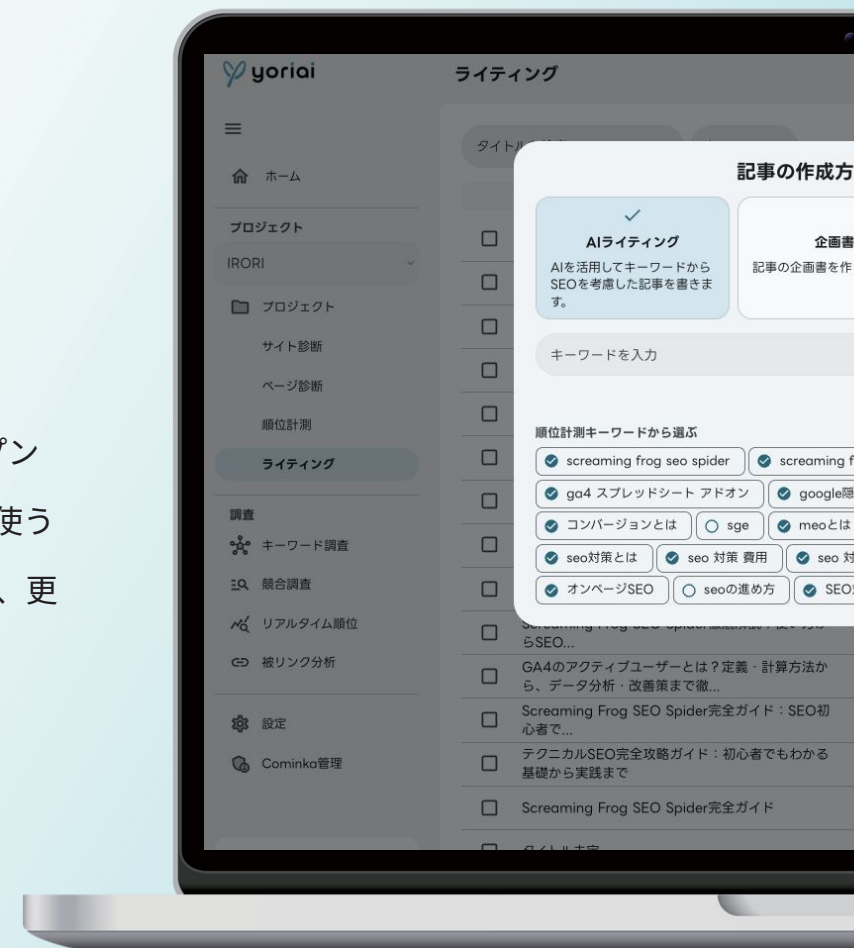 プン
使う
、更
yoriai
ライティング
ホーム
プロジェクト
IRORI
プロジェクト
サイト診断
ページ診断
順位計測
ライティング
調査
キーワード調査
競合調査
リアルタイム順位
被リンク分析
設定
Cominka管理
タイトル
記事の作成方
AIライティング
AIを活用してキーワードから
SEOを考慮した記事を書きま
す。
企画書
記事の企画書を作
キーワードを入力
順位計測キーワードから選ぶ
screaming frog seo spider
screaming f
ga4 スプレッドシート アドオン
google隠
コンバージョンとは
sge
meoとは
seo対策とは
seo 対策 費用
seo 対
オンページSEO
seoの進め方
SEO
らSEO...
GA4のアクティブユーザーとは？定義・計算方法か
ら、データ分析・改善策まで徹...
Screaming Frog SEO Spider完全ガイド：SEO初
心者で...
テクニカルSEO完全攻略ガイド：初心者でもわかる
基礎から実践まで
Screaming Frog SEO Spider完全ガイド